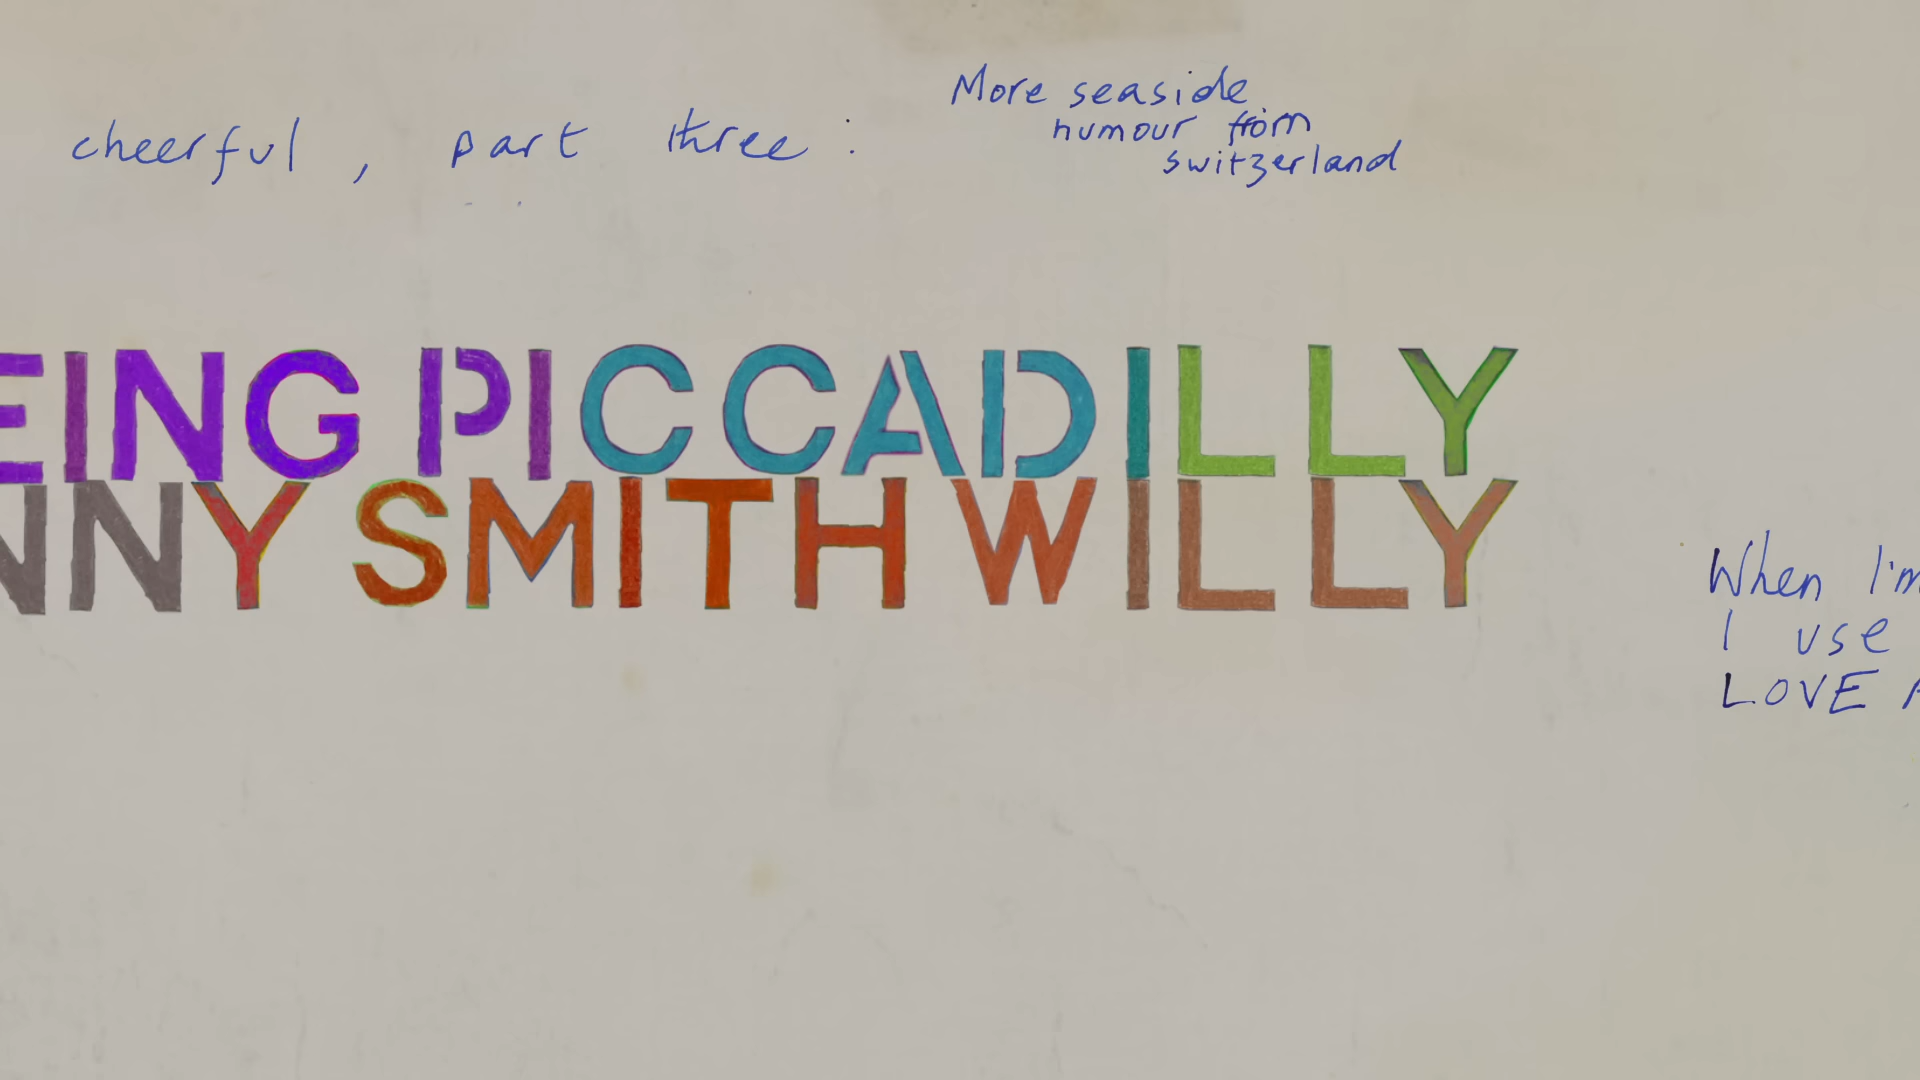 cheerful, part three:
More seaside
humour from
switzerland
EING PICCADILLY
NNY SMITH WILLY
When I'm
I use
LOVE